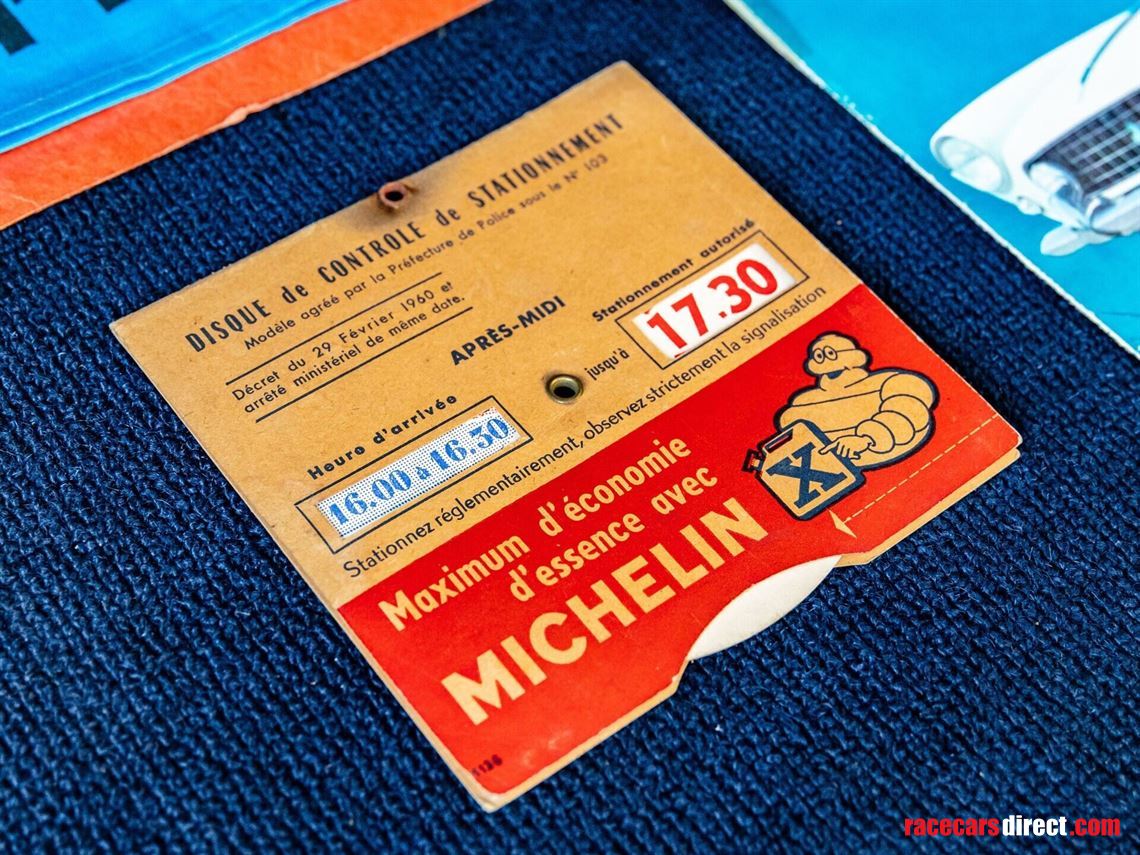 DISQUE de CONTROLE de STATIONNEMENT
Modèle agréé par la Préfecture de Police sous le N° 103
Décret du 29 Février 1960 et
arrêté ministériel de même date.
APRÈS-MIDI
Stationnement autorisé
jusqu'à
17.30
Heure d'arrivée
16.00 à 16.30
Stationnez réglementairement, observez strictement la signalisation
Maximum d'économie
d'essence avec
MICHELIN
X
1136
racecarsdirect.com